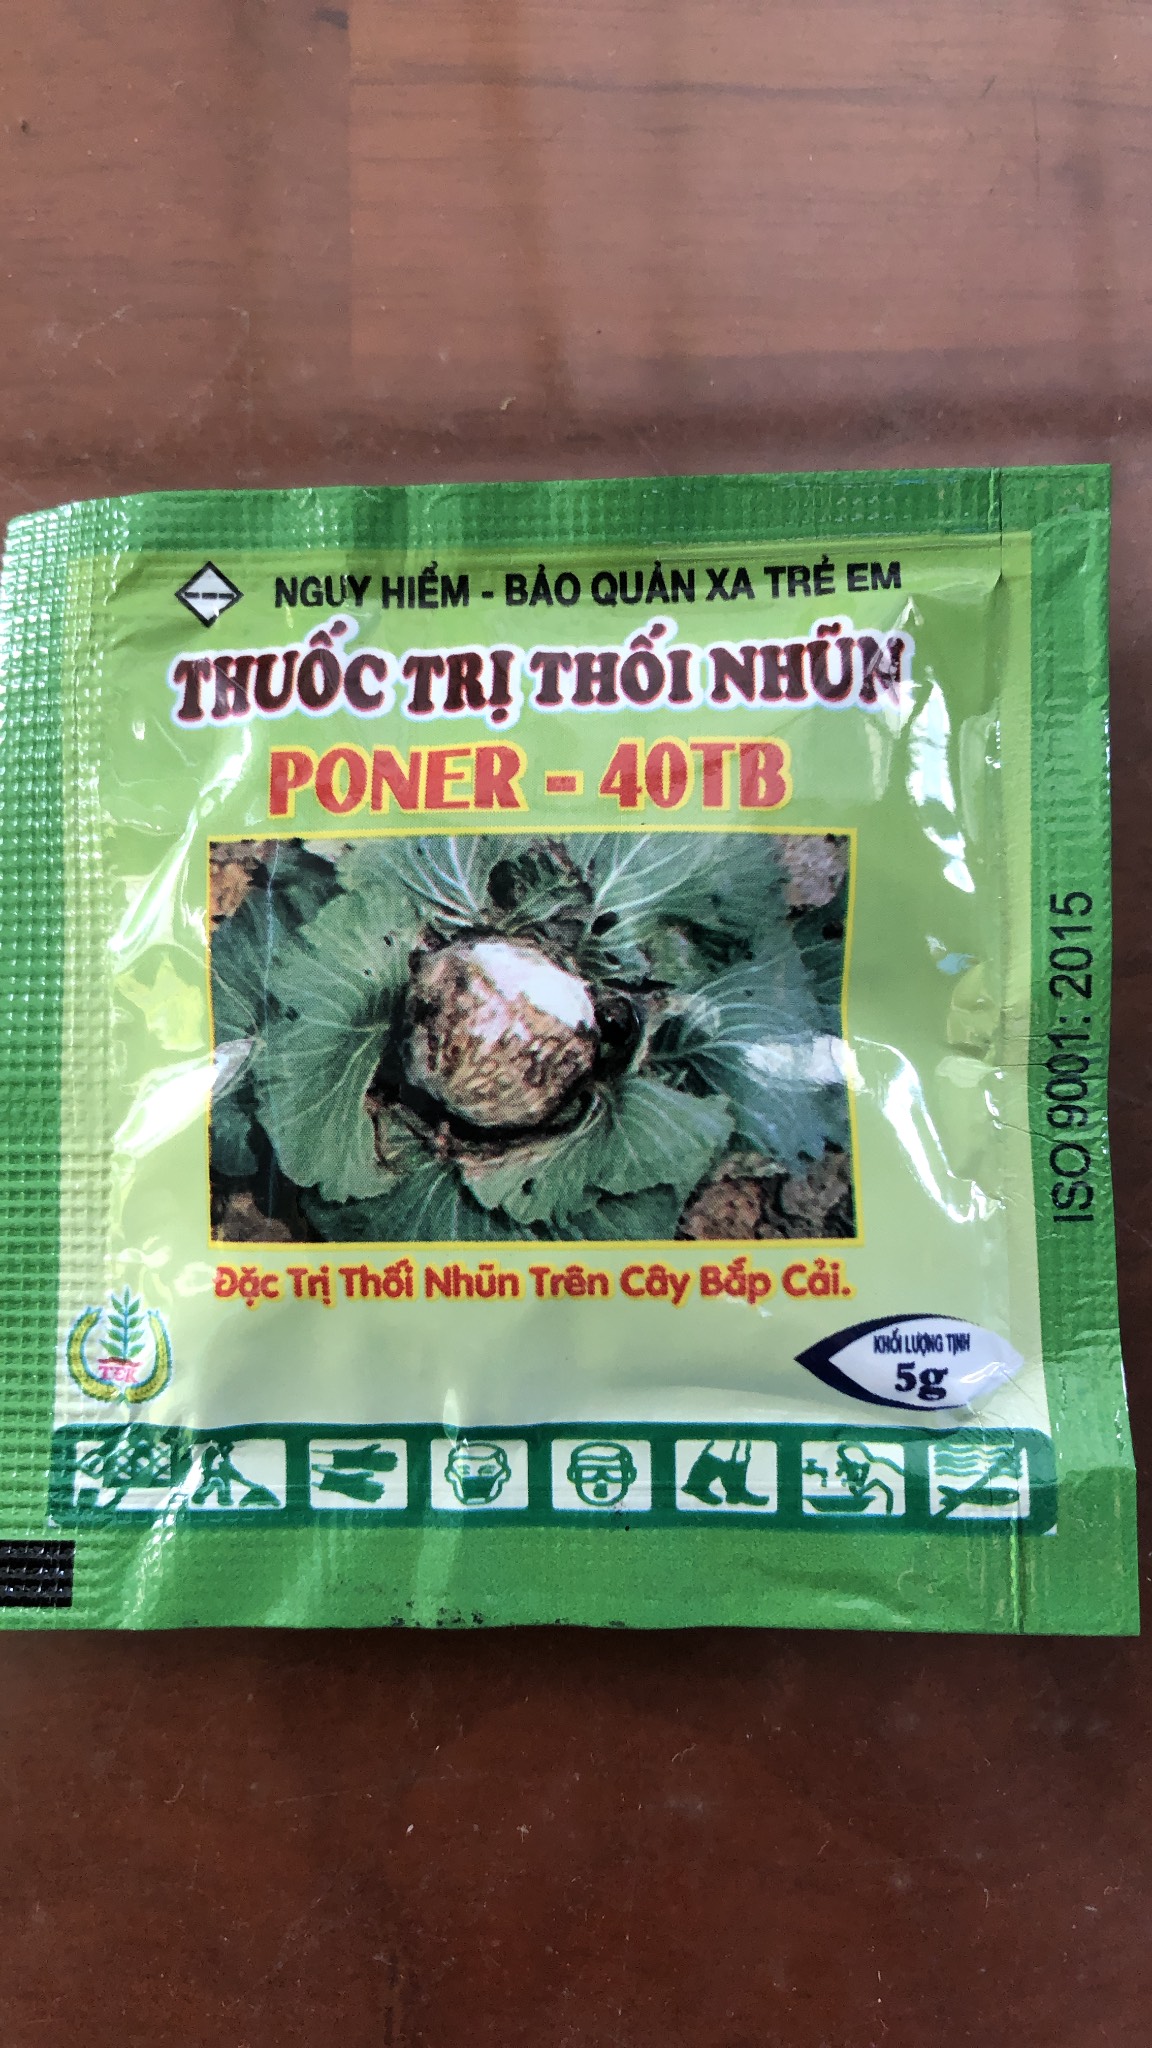 NGUY HIỂM - BẢO QUẢN XA TRẺ EM
THUỐC TRỊ THỐI NHŨN
PONER - 40TB
Đặc Trị Thối Nhũn Trên Cây Bắp Cải.
TEK
KHỐI LƯỢNG TỊNH
5g
ISO 9001: 2015